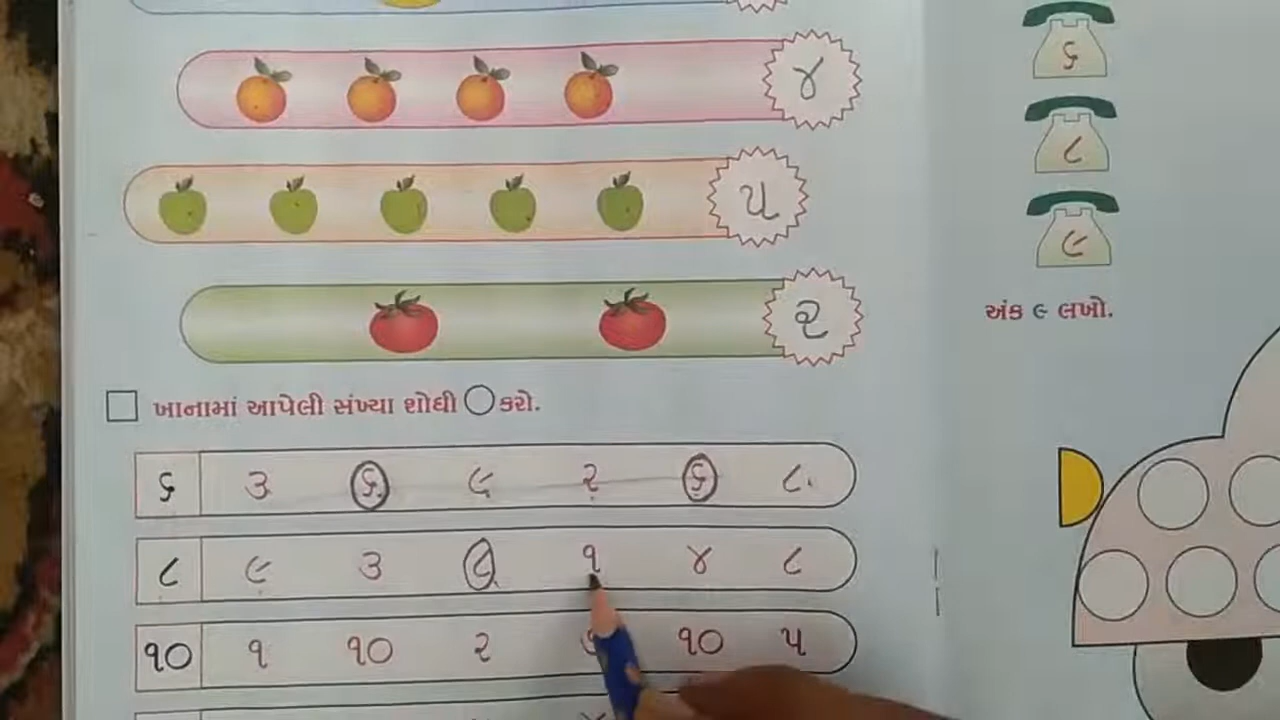 ૪
૫
૨
ખાનામાં આપેલી સંખ્યા શોધી કરો.
૬ ૩ ૬ ૯ ૨ ૬ ૮
૮ ૯ ૩ ૮ ૧ ૪ ૮
૧૦ ૧ ૧૦ ૨ ૧૦ ૫
૬
૮
૯
અંક ૯ લખો.